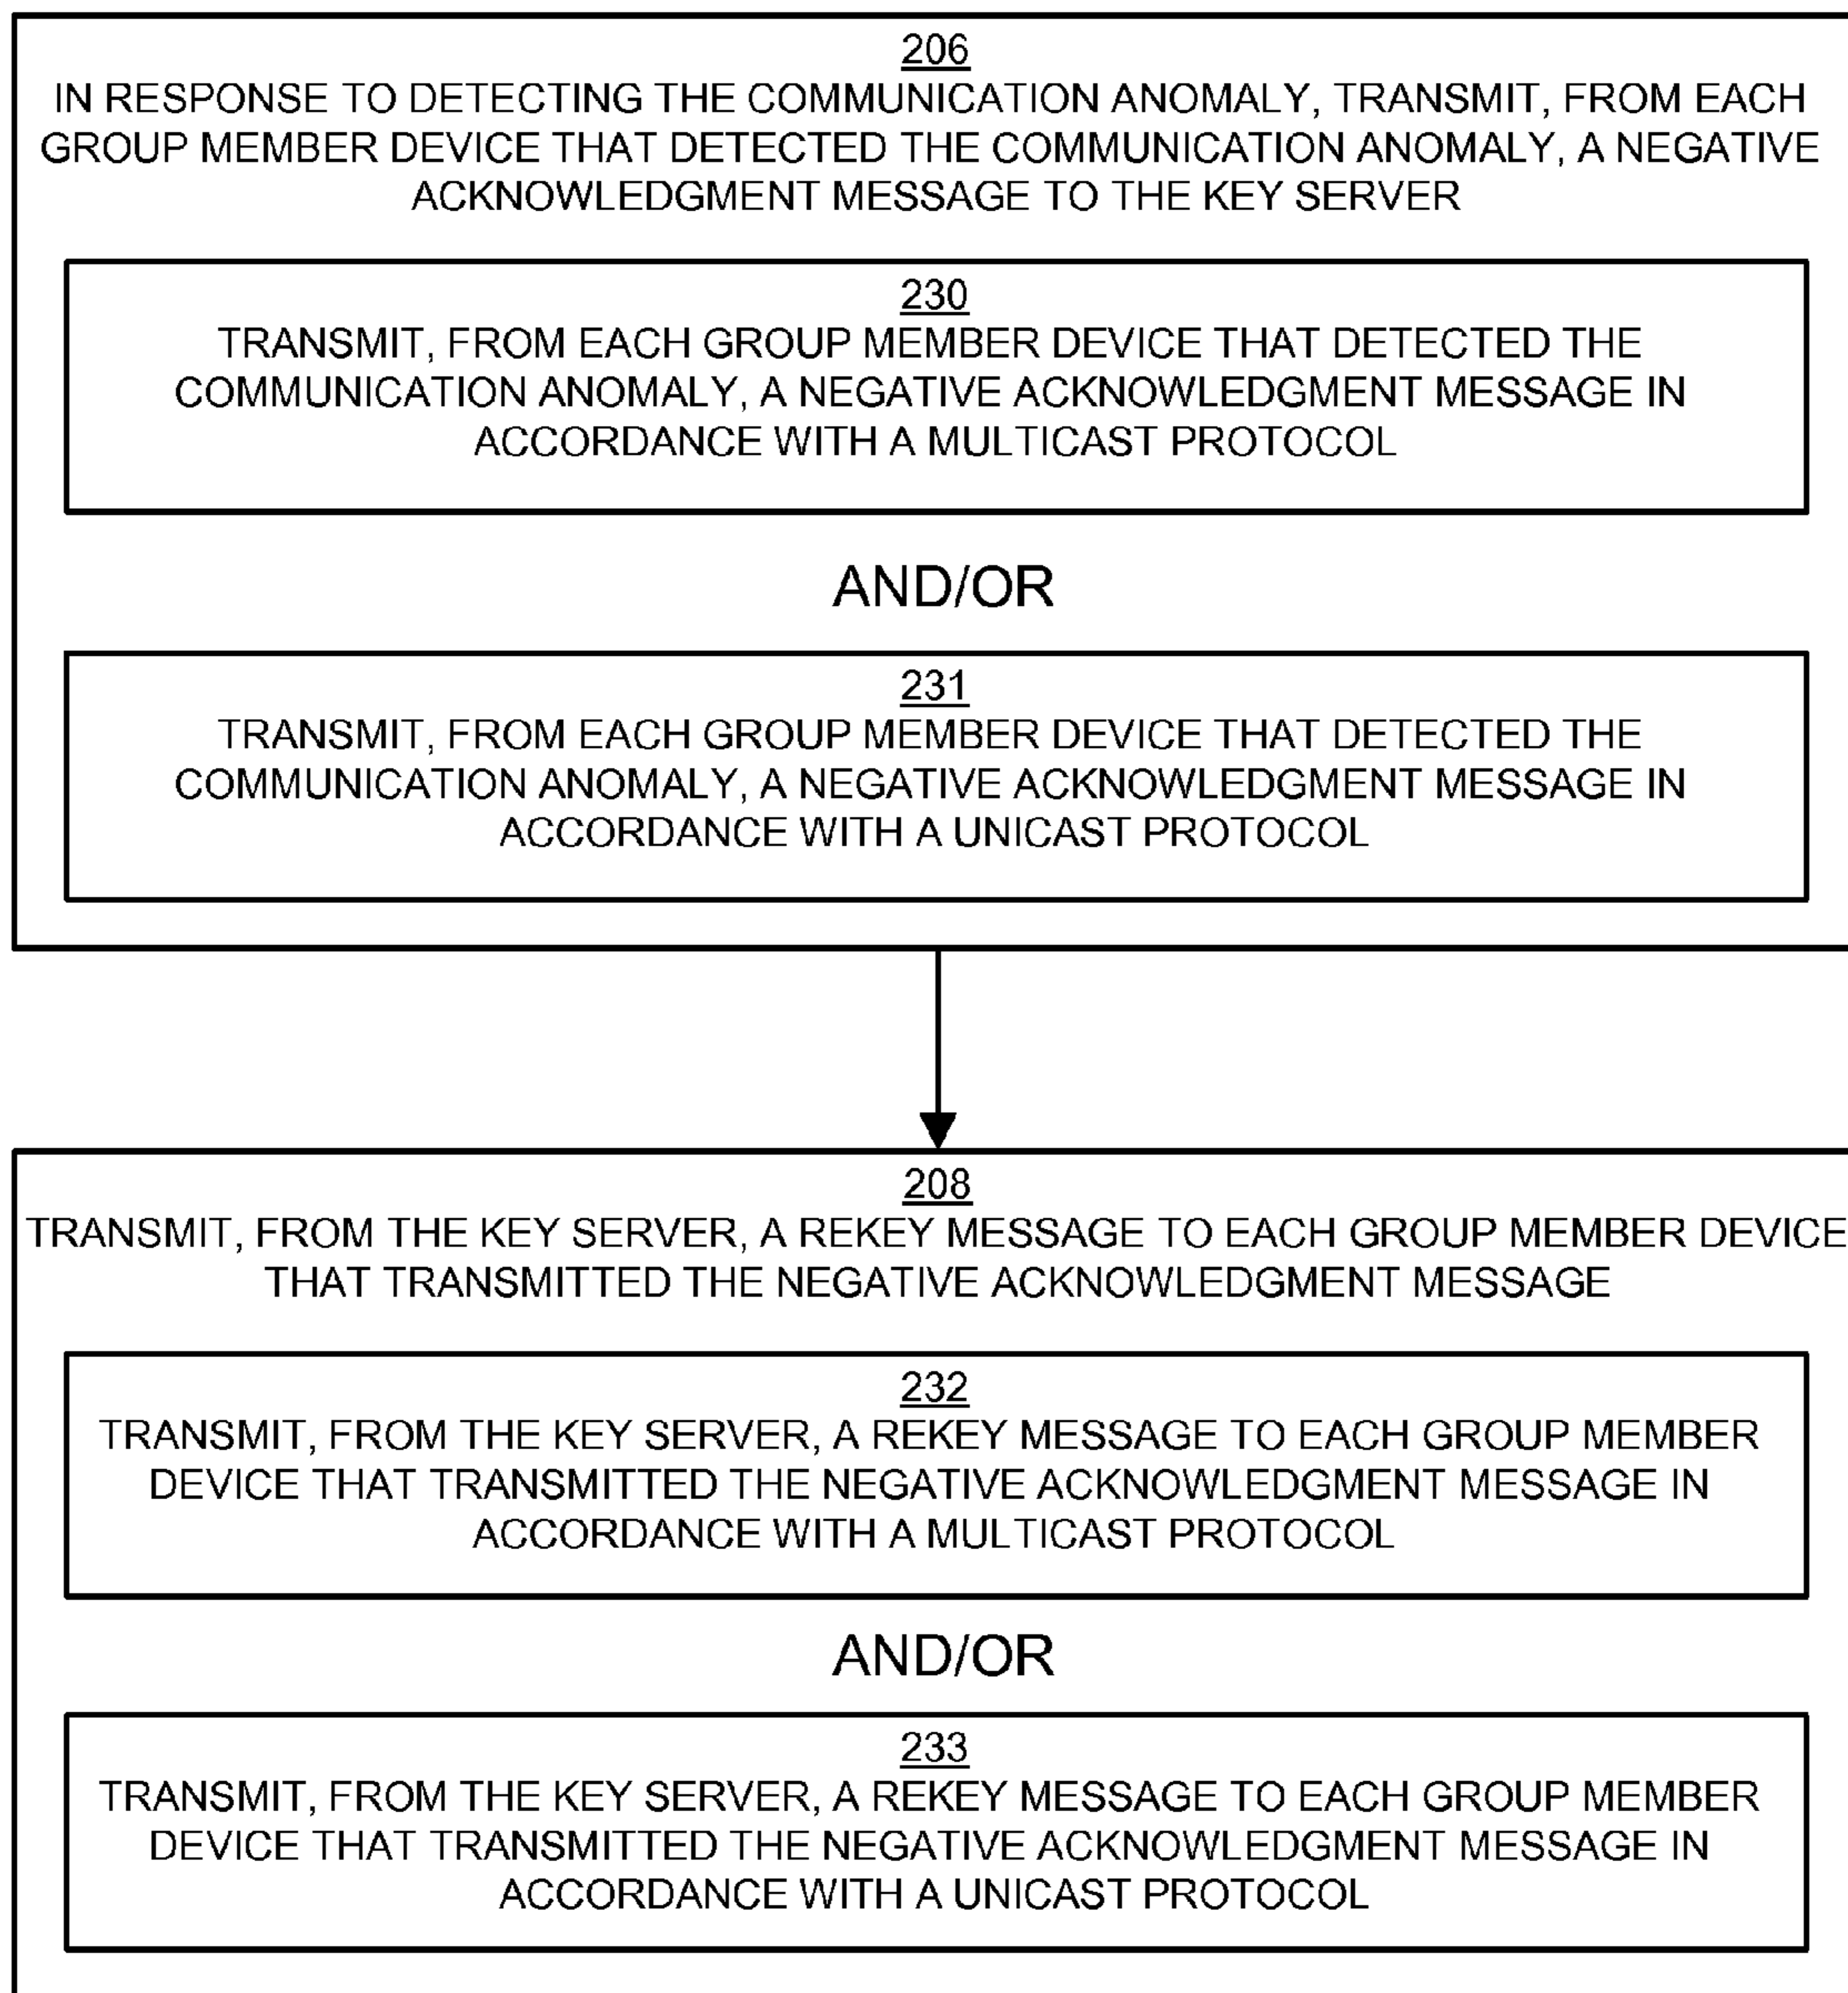 206
IN RESPONSE TO DETECTING THE COMMUNICATION ANOMALY, TRANSMIT, FROM EACH
GROUP MEMBER DEVICE THAT DETECTED THE COMMUNICATION ANOMALY, A NEGATIVE
ACKNOWLEDGMENT MESSAGE TO THE KEY SERVER
230
TRANSMIT, FROM EACH GROUP MEMBER DEVICE THAT DETECTED THE
COMMUNICATION ANOMALY, A NEGATIVE ACKNOWLEDGMENT MESSAGE IN
ACCORDANCE WITH A MULTICAST PROTOCOL
AND/OR
231
TRANSMIT, FROM EACH GROUP MEMBER DEVICE THAT DETECTED THE
COMMUNICATION ANOMALY, A NEGATIVE ACKNOWLEDGMENT MESSAGE IN
ACCORDANCE WITH A UNICAST PROTOCOL
208
TRANSMIT, FROM THE KEY SERVER, A REKEY MESSAGE TO EACH GROUP MEMBER DEVICE
THAT TRANSMITTED THE NEGATIVE ACKNOWLEDGMENT MESSAGE
232
TRANSMIT, FROM THE KEY SERVER, A REKEY MESSAGE TO EACH GROUP MEMBER
DEVICE THAT TRANSMITTED THE NEGATIVE ACKNOWLEDGMENT MESSAGE IN
ACCORDANCE WITH A MULTICAST PROTOCOL
AND/OR
233
TRANSMIT, FROM THE KEY SERVER, A REKEY MESSAGE TO EACH GROUP MEMBER
DEVICE THAT TRANSMITTED THE NEGATIVE ACKNOWLEDGMENT MESSAGE IN
ACCORDANCE WITH A UNICAST PROTOCOL